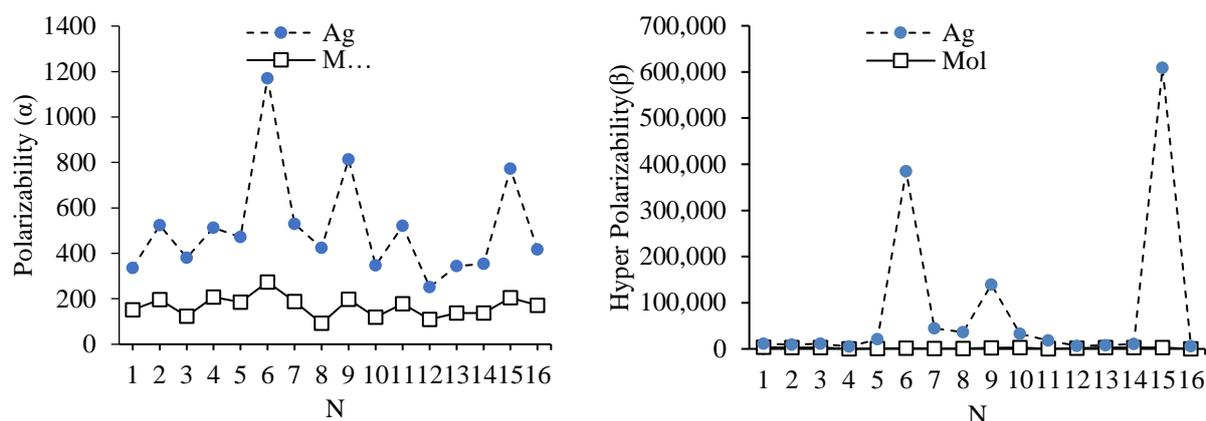 Ag
M…
Polarizability (α)
1400
1200
1000
800
600
400
200
0
1 2 3 4 5 6 7 8 9 10 11 12 13 14 15 16
N
Ag
Mol
Hyper Polarizability(β)
700,000
600,000
500,000
400,000
300,000
200,000
100,000
0
1 2 3 4 5 6 7 8 9 10 11 12 13 14 15 16
N